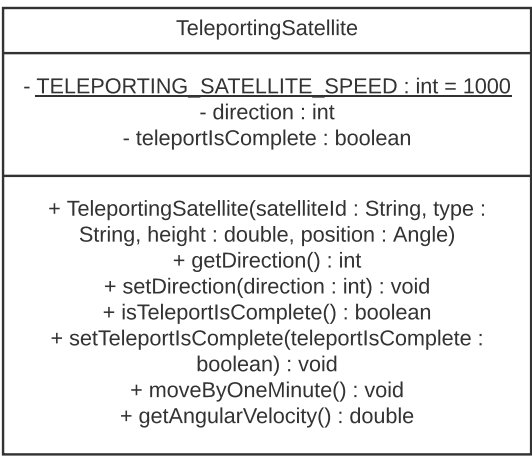 TeleportingSatellite
- TELEPORTING_SATELLITE_SPEED : int = 1000
- direction : int
- teleportIsComplete : boolean
+ TeleportingSatellite(satelliteId : String, type :
String, height : double, position : Angle)
+ getDirection() : int
+ setDirection(direction : int) : void
+ isTeleportIsComplete() : boolean
+ setTeleportIsComplete(teleportIsComplete :
boolean) : void
+ moveByOneMinute() : void
+ getAngularVelocity() : double